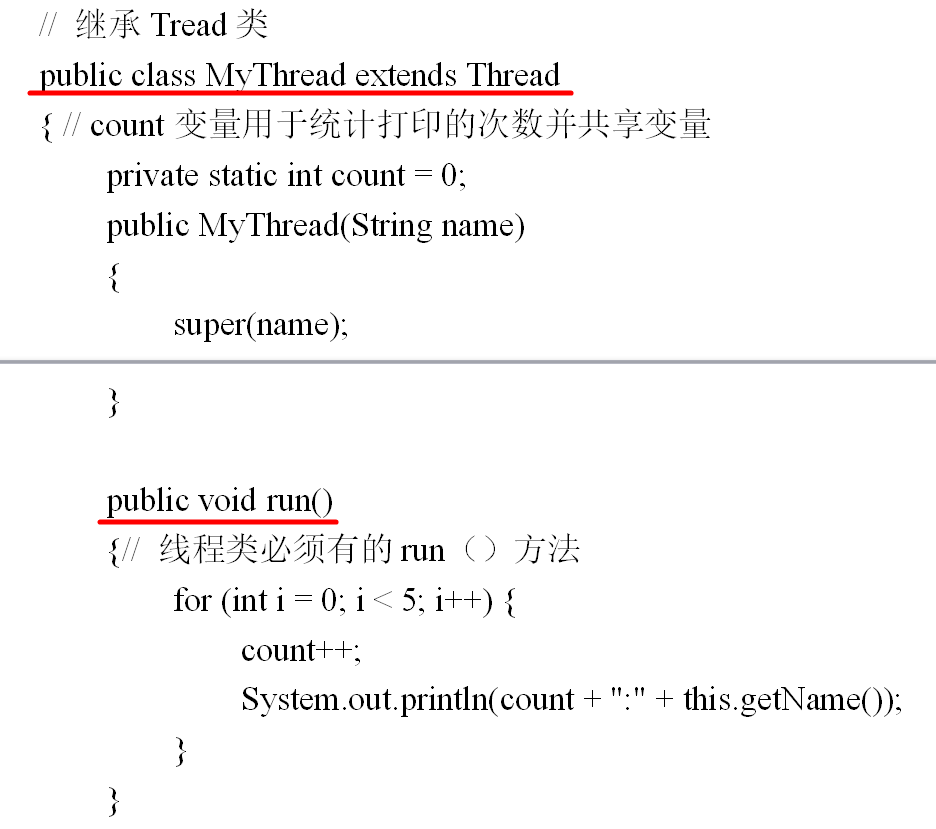 // 继承 Tread 类
public class MyThread extends Thread
{ // count 变量用于统计打印的次数并共享变量
private static int count = 0;
public MyThread(String name)
{
super(name);
}
public void run()
{// 线程类必须有的 run（）方法
for (int i = 0; i < 5; i++) {
count++;
System.out.println(count + ":" + this.getName());
}
}